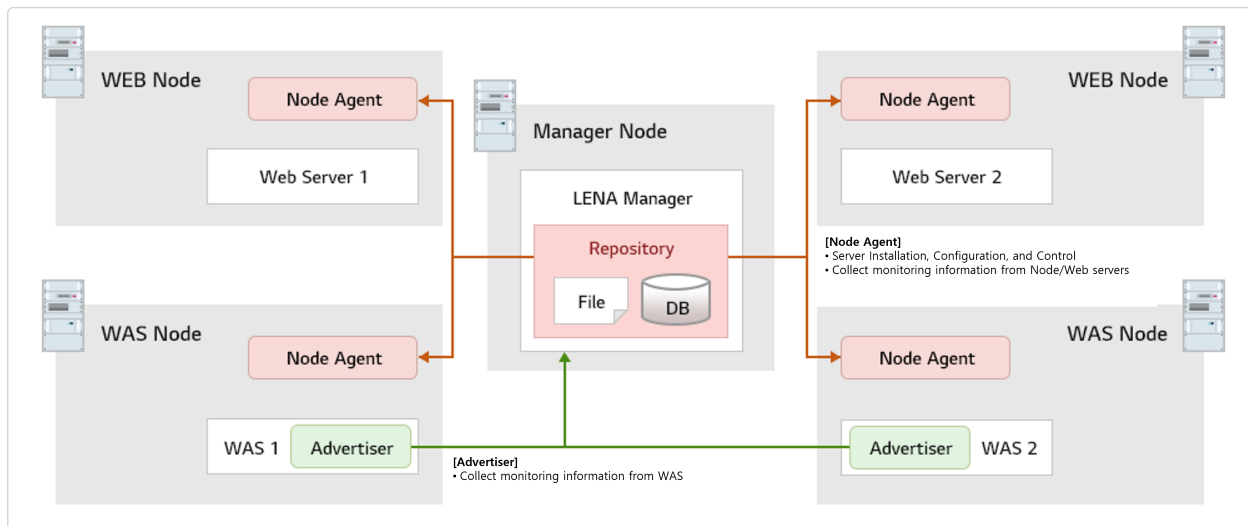 WEB Node
Node Agent
Web Server 1
Manager Node
LENA Manager
Repository
File
DB
WEB Node
Node Agent
Web Server 2
[Node Agent]
• Server Installation, Configuration, and Control
• Collect monitoring information from Node/Web servers
WAS Node
Node Agent
WAS 1
Advertiser
[Advertiser]
• Collect monitoring information from WAS
WAS Node
Node Agent
Advertiser
WAS 2